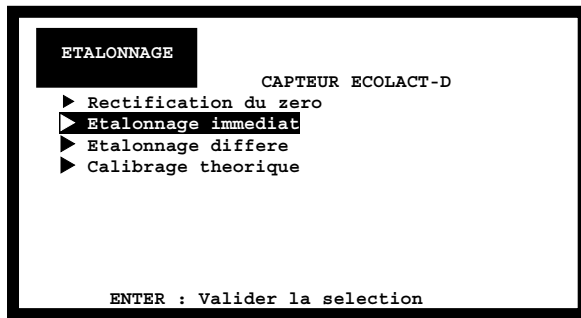 ETALONNAGE
CAPTEUR ECOLACT-D
Rectification du zero
Etalonnage immediat
Etalonnage differe
Calibrage theorique
ENTER : Valider la selection